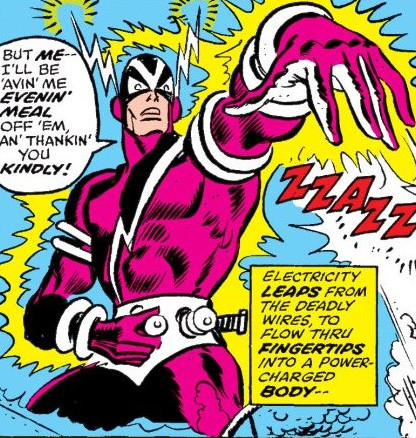 BUT ME--
I'LL BE
'AVIN' ME
EVENIN'
MEAL
OFF 'EM,
AN' THANKIN'
YOU
KINDLY!
ZZZAZZ
ELECTRICITY
LEAPS FROM
THE DEADLY
WIRES, TO
FLOW THRU
FINGERTIPS
INTO A POWER-
CHARGED
BODY--